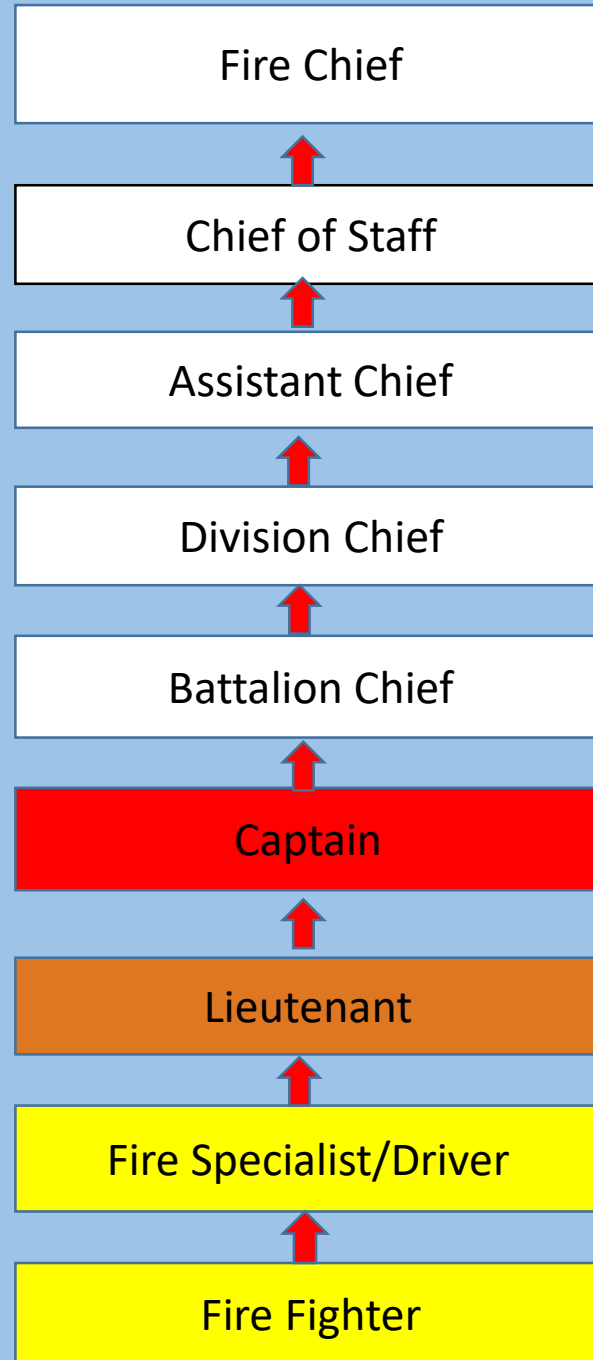 Fire Chief
Chief of Staff
Assistant Chief
Division Chief
Battalion Chief
Captain
Lieutenant
Fire Specialist/Driver
Fire Fighter